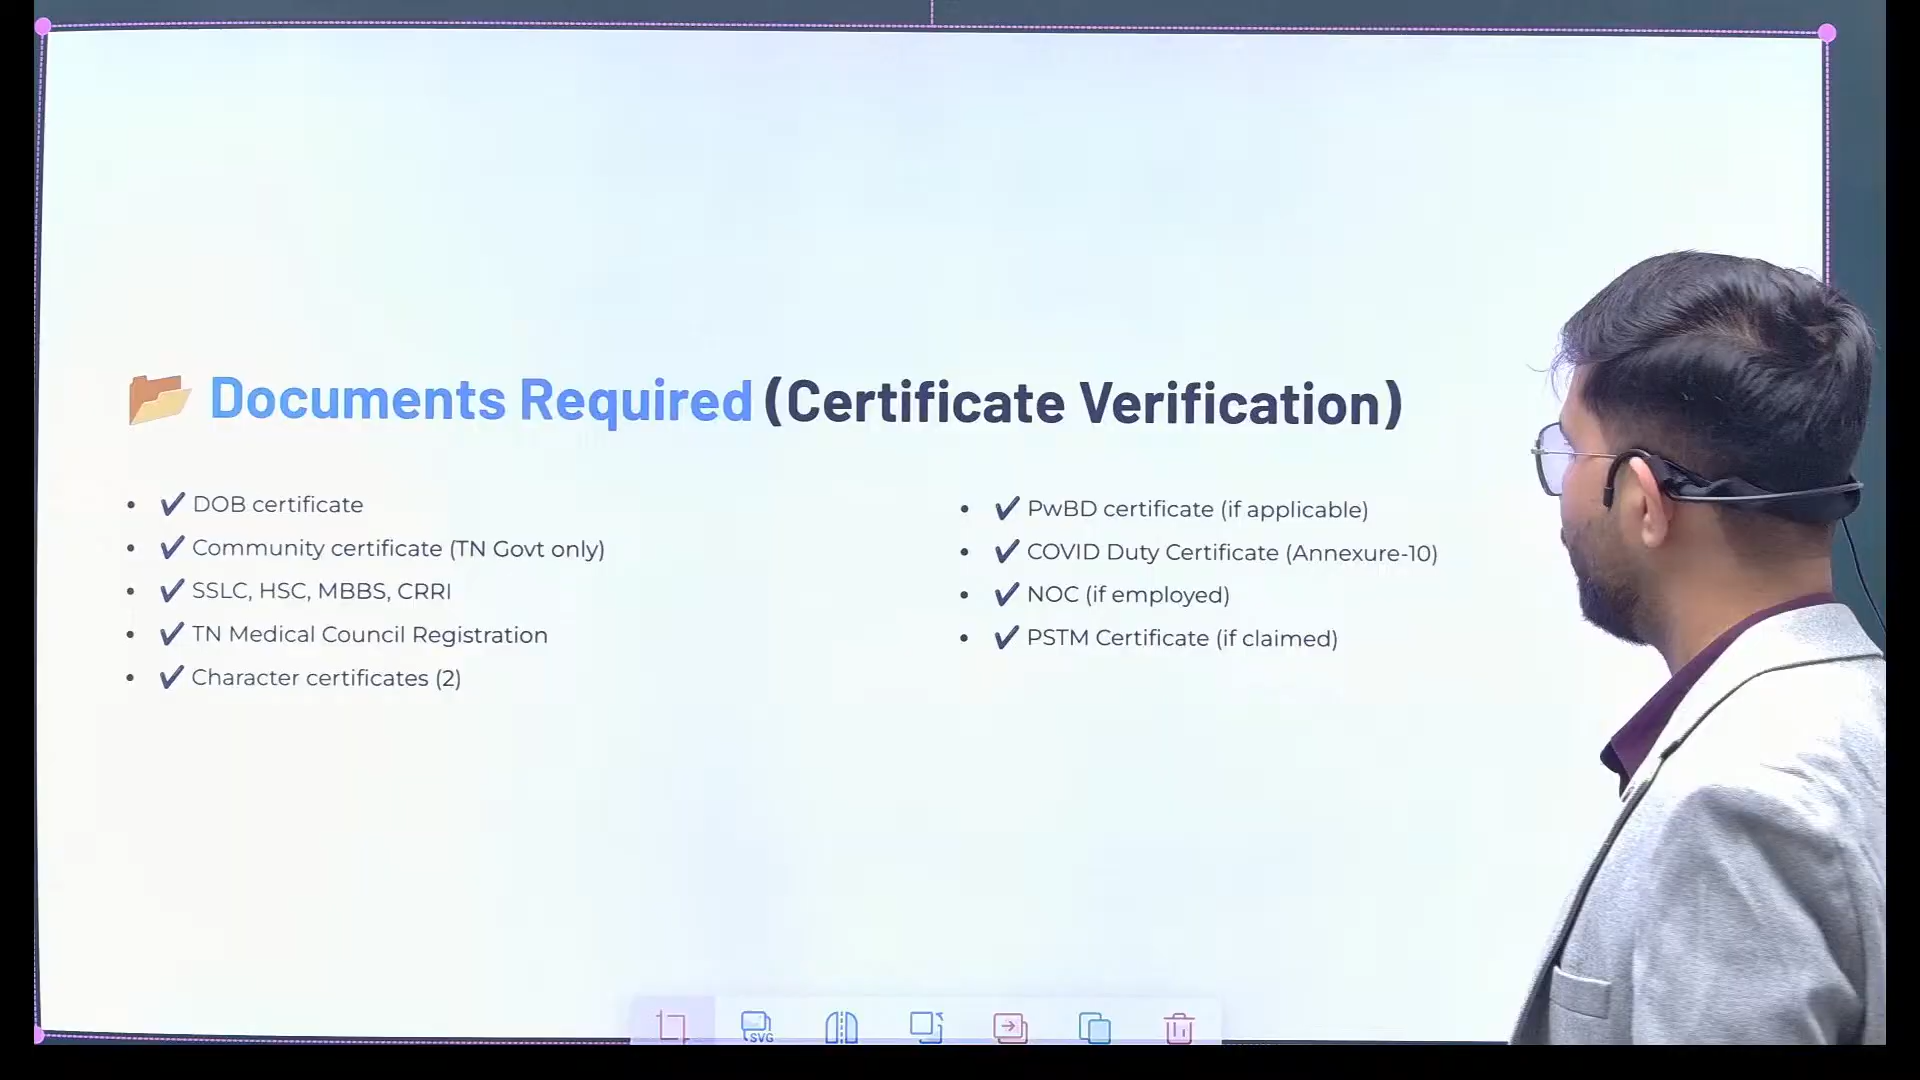 Documents Required (Certificate Verification)
✔ DOB certificate
✔ Community certificate (TN Govt only)
✔ SSLC, HSC, MBBS, CRRI
✔ TN Medical Council Registration
✔ Character certificates (2)
✔ PwBD certificate (if applicable)
✔ COVID Duty Certificate (Annexure-10)
✔ NOC (if employed)
✔ PSTM Certificate (if claimed)
SVG